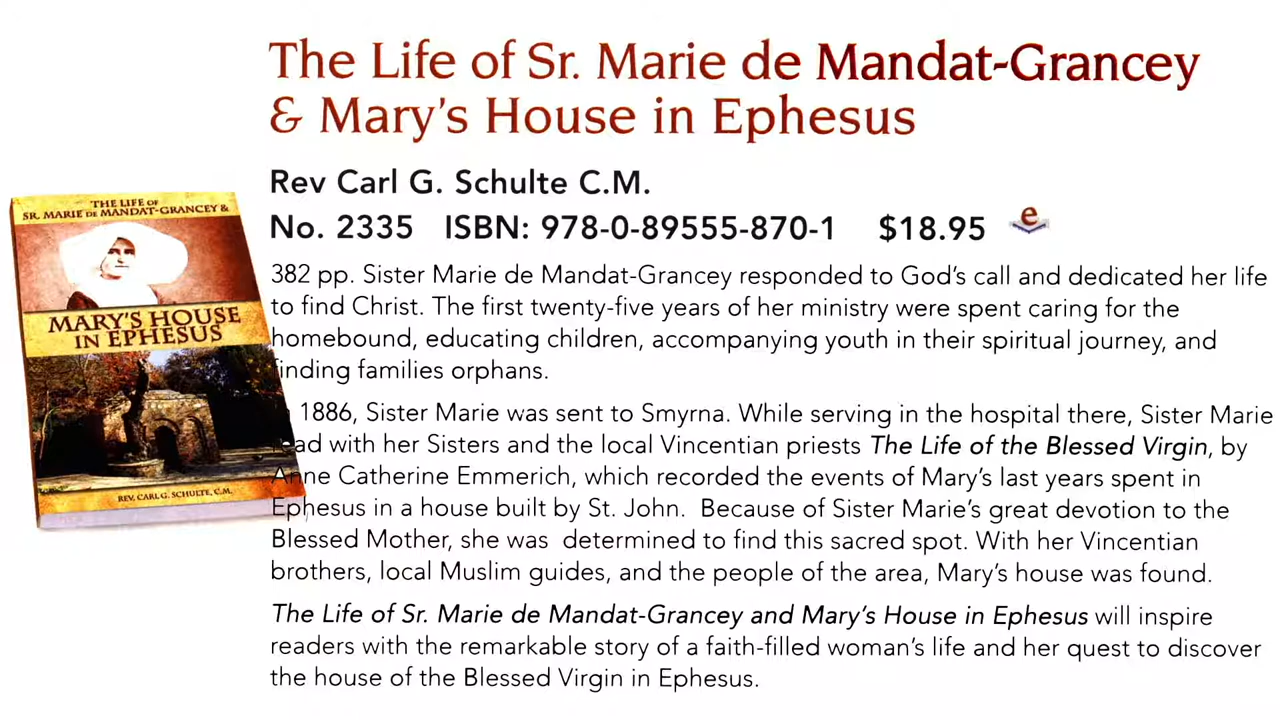 The Life of Sr. Marie de Mandat-Grancey
& Mary's House in Ephesus
Rev Carl G. Schulte C.M.
No. 2335 ISBN: 978-0-89555-870-1 $18.95 e
382 pp. Sister Marie de Mandat-Grancey responded to God's call and dedicated her life
to find Christ. The first twenty-five years of her ministry were spent caring for the
homebound, educating children, accompanying youth in their spiritual journey, and
finding families orphans.
1886, Sister Marie was sent to Smyrna. While serving in the hospital there, Sister Marie
read with her Sisters and the local Vincentian priests The Life of the Blessed Virgin, by
Anne Catherine Emmerich, which recorded the events of Mary's last years spent in
Ephesus in a house built by St. John. Because of Sister Marie's great devotion to the
Blessed Mother, she was determined to find this sacred spot. With her Vincentian
brothers, local Muslim guides, and the people of the area, Mary's house was found.
The Life of Sr. Marie de Mandat-Grancey and Mary's House in Ephesus will inspire
readers with the remarkable story of a faith-filled woman's life and her quest to discover
the house of the Blessed Virgin in Ephesus.
THE LIFE OF
SR. MARIE DE MANDAT-GRANCEY &
MARY'S HOUSE
IN EPHESUS
REV. CARL G. SCHULTE, C.M.